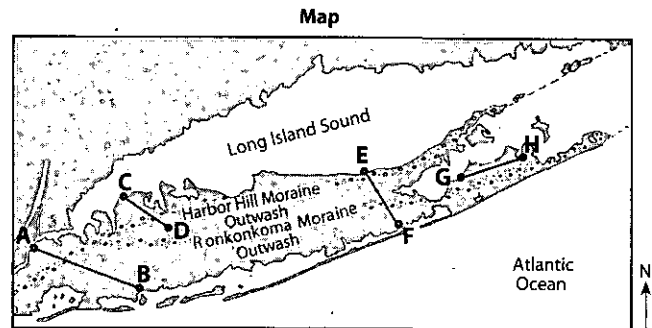 Map
Long Island Sound
E
H
C
G
Harbor Hill Moraine
Outwash
D
Ronkonkoma Moraine
Outwash
F
A
B
Atlantic
Ocean
N